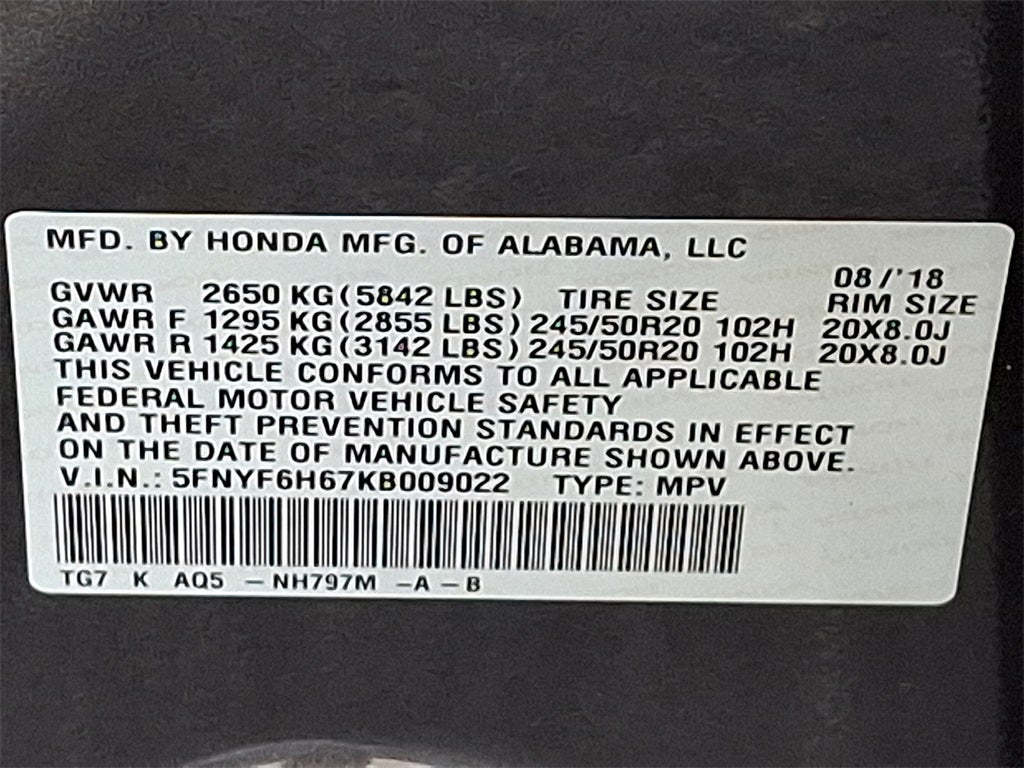 MFD. BY HONDA MFG. OF ALABAMA, LLC
08/'18
GVWR 2650 KG(5842 LBS) TIRE SIZE RIM SIZE
GAWR F 1295 KG(2855 LBS) 245/50R20 102H 20X8.0J
GAWR R 1425 KG(3142 LBS) 245/50R20 102H 20X8.0J
THIS VEHICLE CONFORMS TO ALL APPLICABLE
FEDERAL MOTOR VEHICLE SAFETY
AND THEFT PREVENTION STANDARDS IN EFFECT
ON THE DATE OF MANUFACTURE SHOWN ABOVE.
V.I.N.: 5FNYF6H67KB009022 TYPE: MPV
TG7 K AQ5 –NH797M –A –B